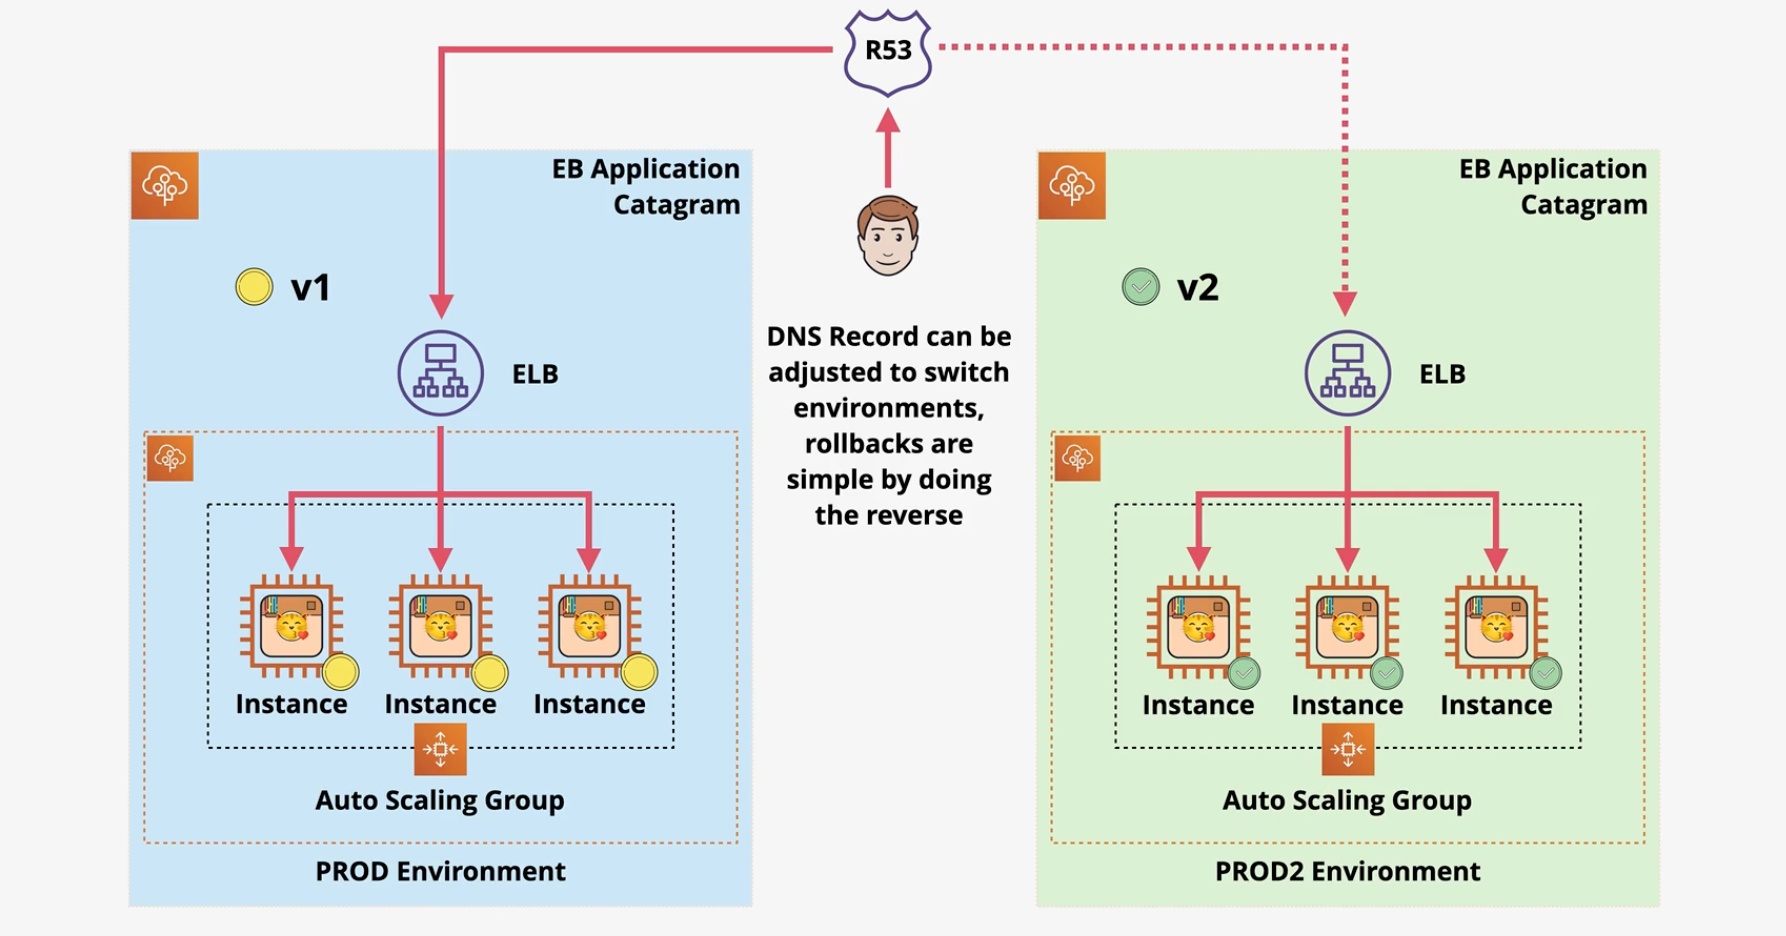 R53
EB Application
Catagram
v1
ELB
Instance
Instance
Instance
Auto Scaling Group
PROD Environment
DNS Record can be
adjusted to switch
environments,
rollbacks are
simple by doing
the reverse
EB Application
Catagram
v2
ELB
Instance
Instance
Instance
Auto Scaling Group
PROD2 Environment